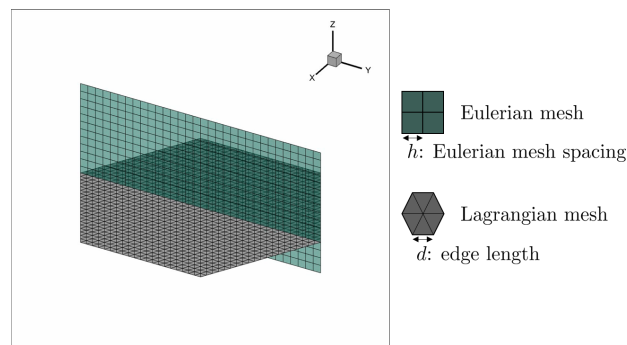 Z
X
Y
Eulerian mesh
h: Eulerian mesh spacing
Lagrangian mesh
d: edge length